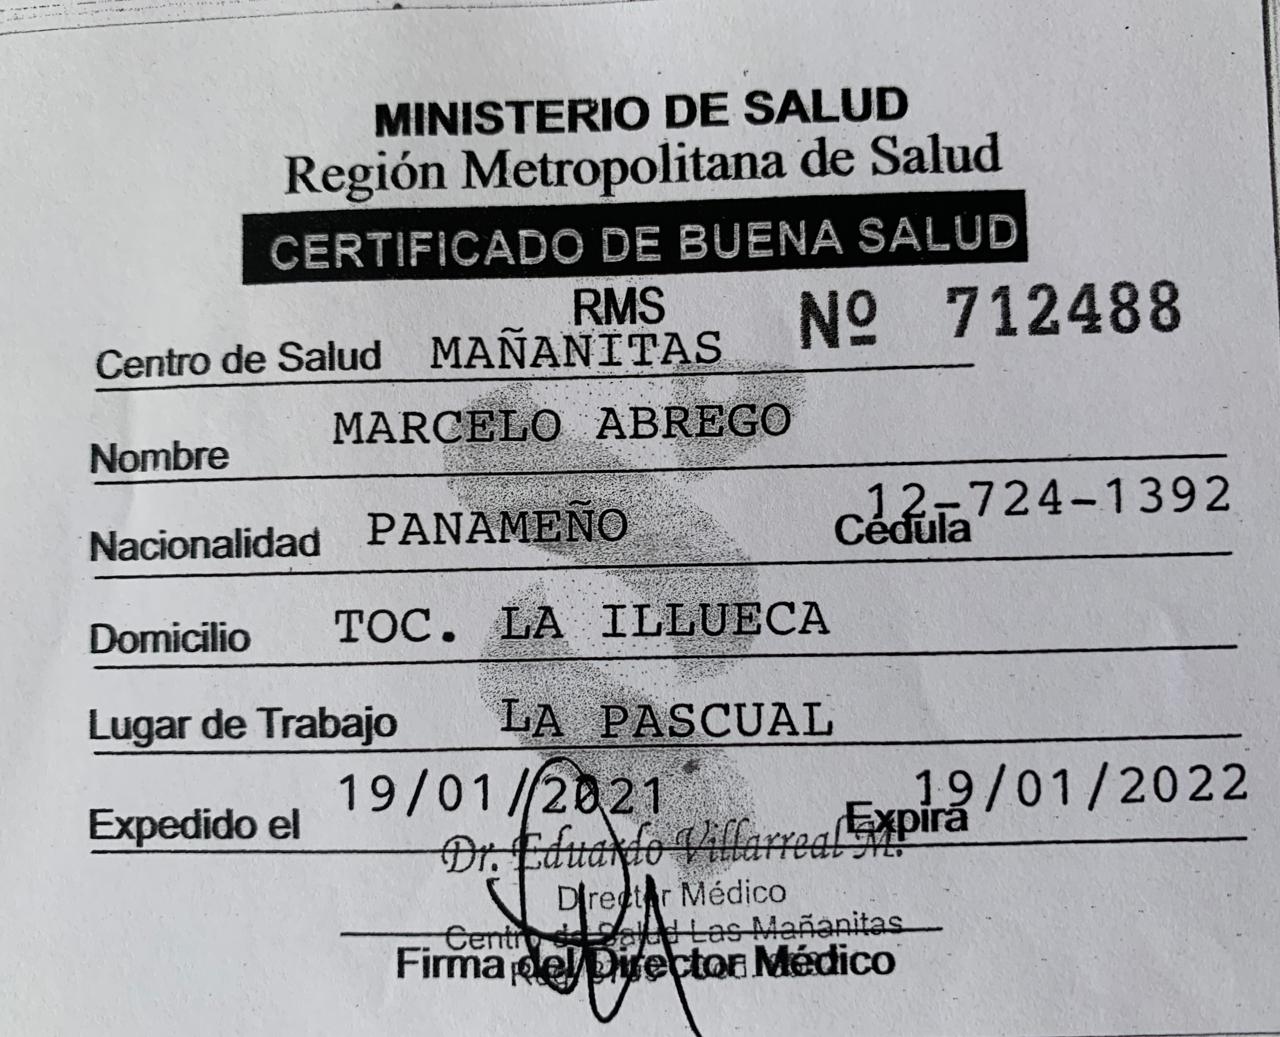 MINISTERIO DE SALUD
Región Metropolitana de Salud
CERTIFICADO DE BUENA SALUD
RMS Nº 712488
Centro de Salud MAÑANITAS
Nombre MARCELO ABREGO
Nacionalidad PANAMEÑO Cédula 12-724-1392
Domicilio TOC. LA ILLUECA
Lugar de Trabajo LA PASCUAL
Expedido el 19/01/2021 Expira 19/01/2022
Dr. Eduardo Villarreal M.
Director Médico
Centro de Salud Las Mañanitas
Firma del Director Médico